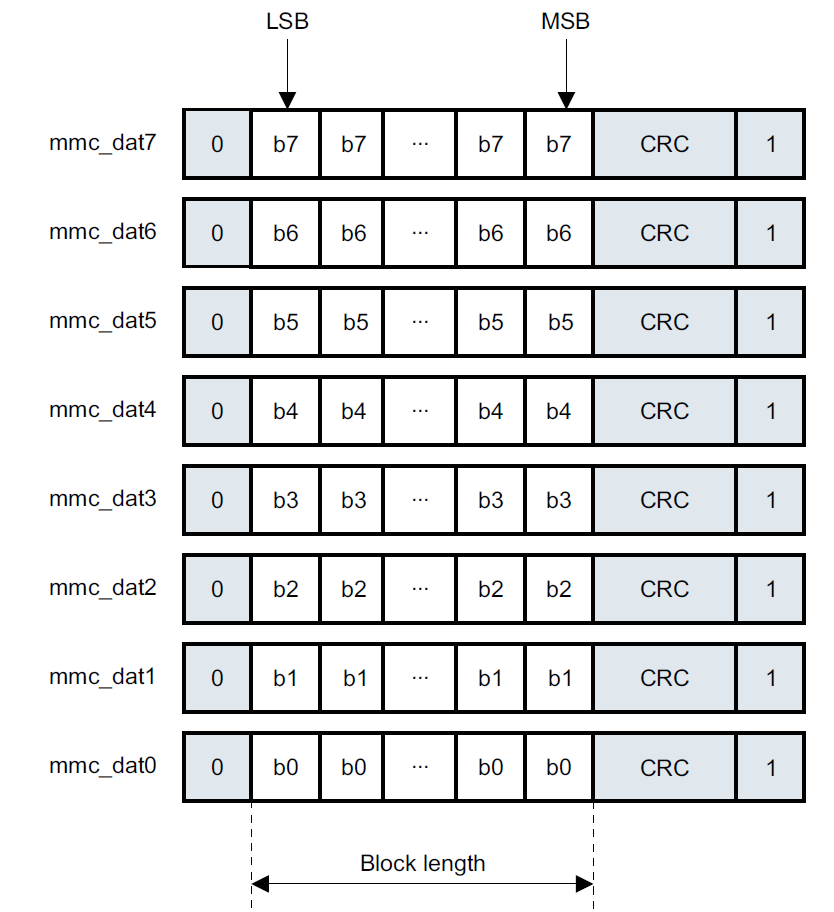 LSB MSB
mmc_dat7 0 b7 b7 ... b7 b7 CRC 1
mmc_dat6 0 b6 b6 ... b6 b6 CRC 1
mmc_dat5 0 b5 b5 ... b5 b5 CRC 1
mmc_dat4 0 b4 b4 ... b4 b4 CRC 1
mmc_dat3 0 b3 b3 ... b3 b3 CRC 1
mmc_dat2 0 b2 b2 ... b2 b2 CRC 1
mmc_dat1 0 b1 b1 ... b1 b1 CRC 1
mmc_dat0 0 b0 b0 ... b0 b0 CRC 1
Block length